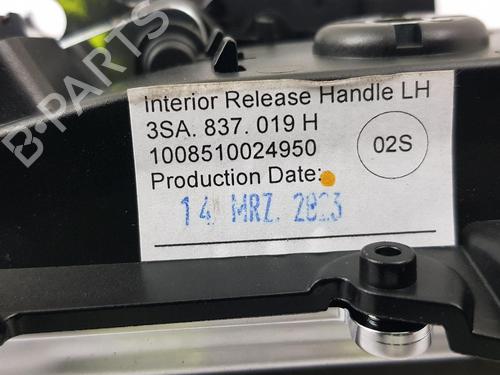 B-PARTS
Interior Release Handle LH
3SA. 837. 019 H
1008510024950
02S
Production Date:
14 MRZ. 2023